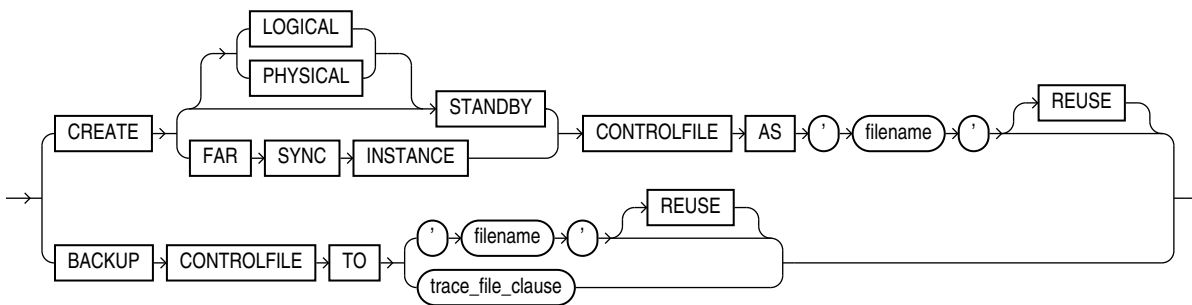 LOGICAL
PHYSICAL
REUSE
CREATE STANDBY CONTROLFILE AS ' filename '
FAR SYNC INSTANCE
REUSE
BACKUP CONTROLFILE TO ' filename '
trace_file_clause